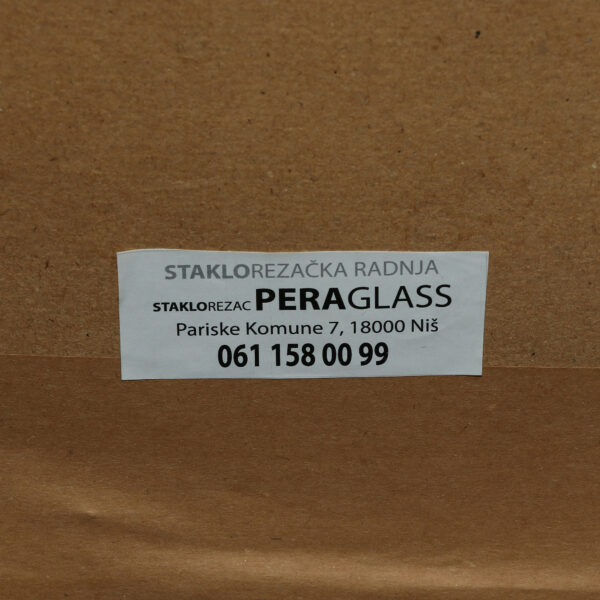 STAKLOREZAČKA RADNJA
STAKLOREZAC PERAGLASS
Pariske Komune 7, 18000 Niš
061 158 00 99